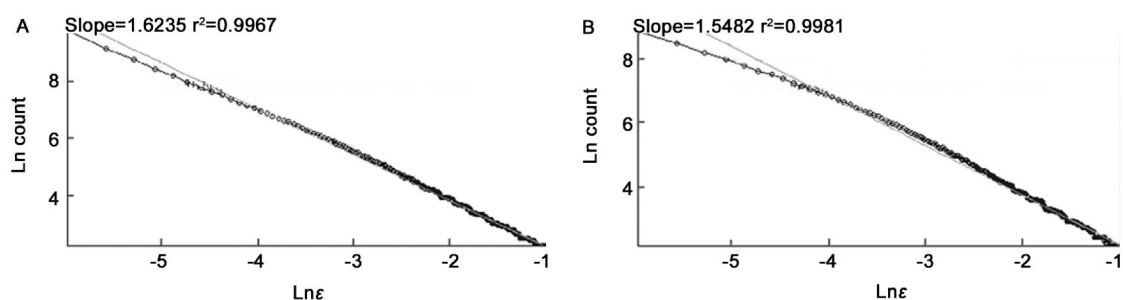 A Slope=1.6235 r²=0.9967
8
6
4
Ln count
-5 -4 -3 -2 -1
Lnε
B Slope=1.5482 r²=0.9981
8
6
4
Ln count
-5 -4 -3 -2 -1
Lnε